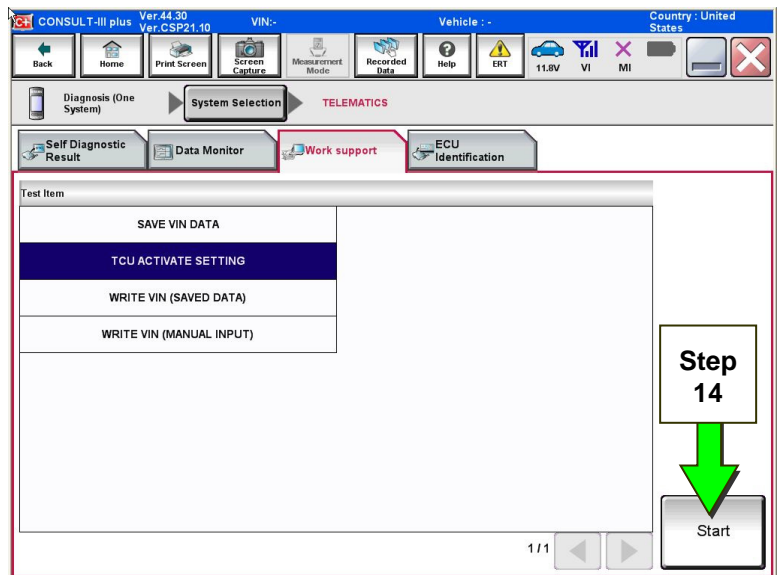 C+ CONSULT-III plus Ver.44.30 VIN:- Vehicle : - Country : United
Ver.CSP21.10 States
Back Home Print Screen Screen Capture Measurement Mode Recorded Data Help ERT 11.8V VI MI
Diagnosis (One System) System Selection TELEMATICS
Self Diagnostic Result Data Monitor Work support ECU Identification
Test Item
SAVE VIN DATA
TCU ACTIVATE SETTING
WRITE VIN (SAVED DATA)
WRITE VIN (MANUAL INPUT)
Step
14
Start
1/1